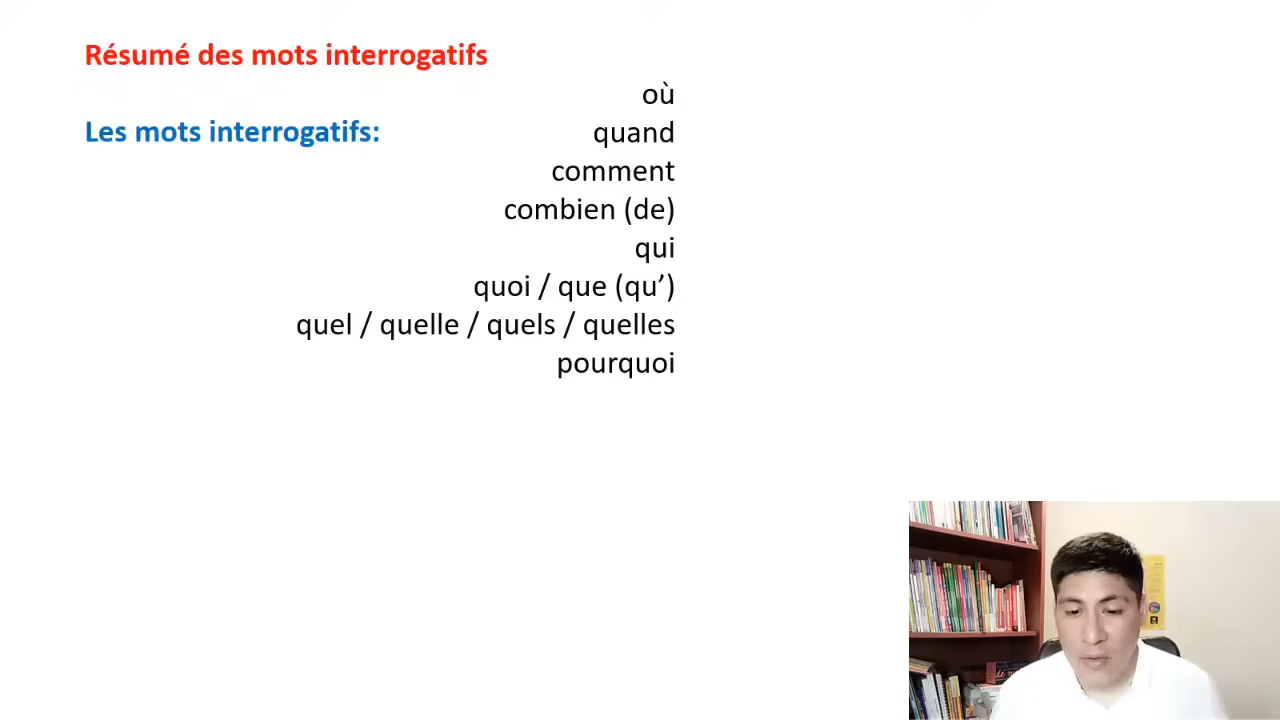 Résumé des mots interrogatifs
où
Les mots interrogatifs: quand
comment
combien (de)
qui
quoi / que (qu’)
quel / quelle / quels / quelles
pourquoi